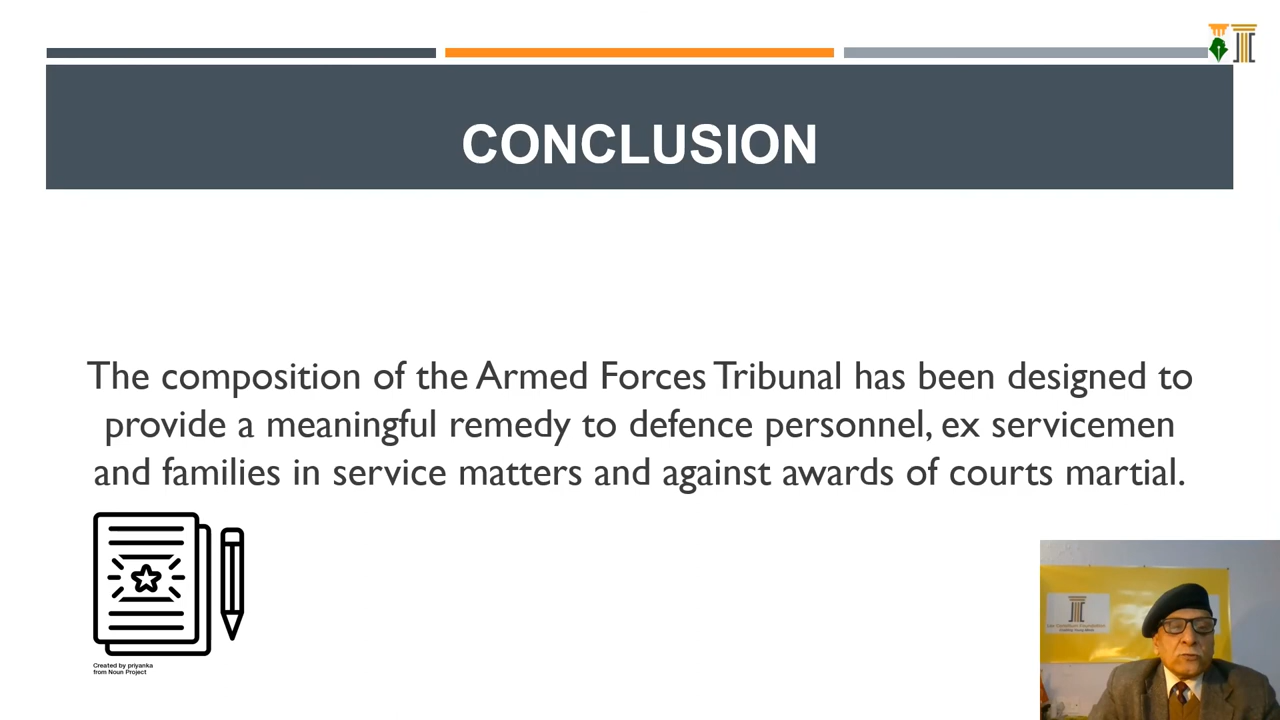 CONCLUSION
The composition of the Armed Forces Tribunal has been designed to
provide a meaningful remedy to defence personnel, ex servicemen
and families in service matters and against awards of courts martial.
Created by priyanka
from Noun Project